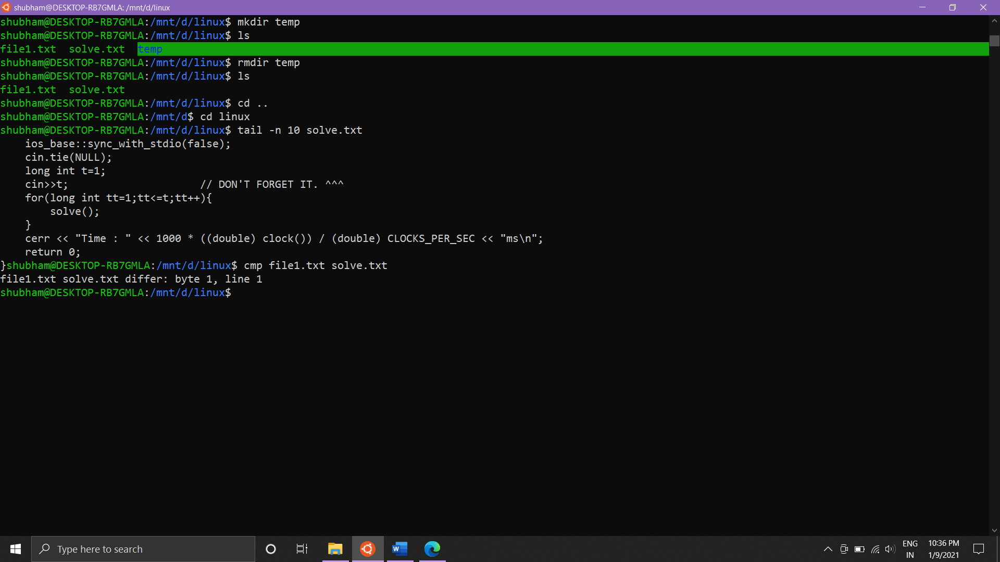 shubham@DESKTOP-RB7GMLA: /mnt/d/linux
shubham@DESKTOP-RB7GMLA:/mnt/d/linux$ mkdir temp
shubham@DESKTOP-RB7GMLA:/mnt/d/linux$ ls
file1.txt  solve.txt  temp
shubham@DESKTOP-RB7GMLA:/mnt/d/linux$ rmdir temp
shubham@DESKTOP-RB7GMLA:/mnt/d/linux$ ls
file1.txt  solve.txt
shubham@DESKTOP-RB7GMLA:/mnt/d/linux$ cd ..
shubham@DESKTOP-RB7GMLA:/mnt/d$ cd linux
shubham@DESKTOP-RB7GMLA:/mnt/d/linux$ tail -n 10 solve.txt
    ios_base::sync_with_stdio(false);
    cin.tie(NULL);
    long int t=1;
    cin>>t;                     // DON'T FORGET IT. ^^^
    for(long int tt=1;tt<=t;tt++){
        solve();
    }
    cerr << "Time : " << 1000 * ((double) clock()) / (double) CLOCKS_PER_SEC << "ms\n";
    return 0;
}shubham@DESKTOP-RB7GMLA:/mnt/d/linux$ cmp file1.txt solve.txt
file1.txt solve.txt differ: byte 1, line 1
shubham@DESKTOP-RB7GMLA:/mnt/d/linux$
Type here to search
W
ENG
IN
10:36 PM
1/9/2021